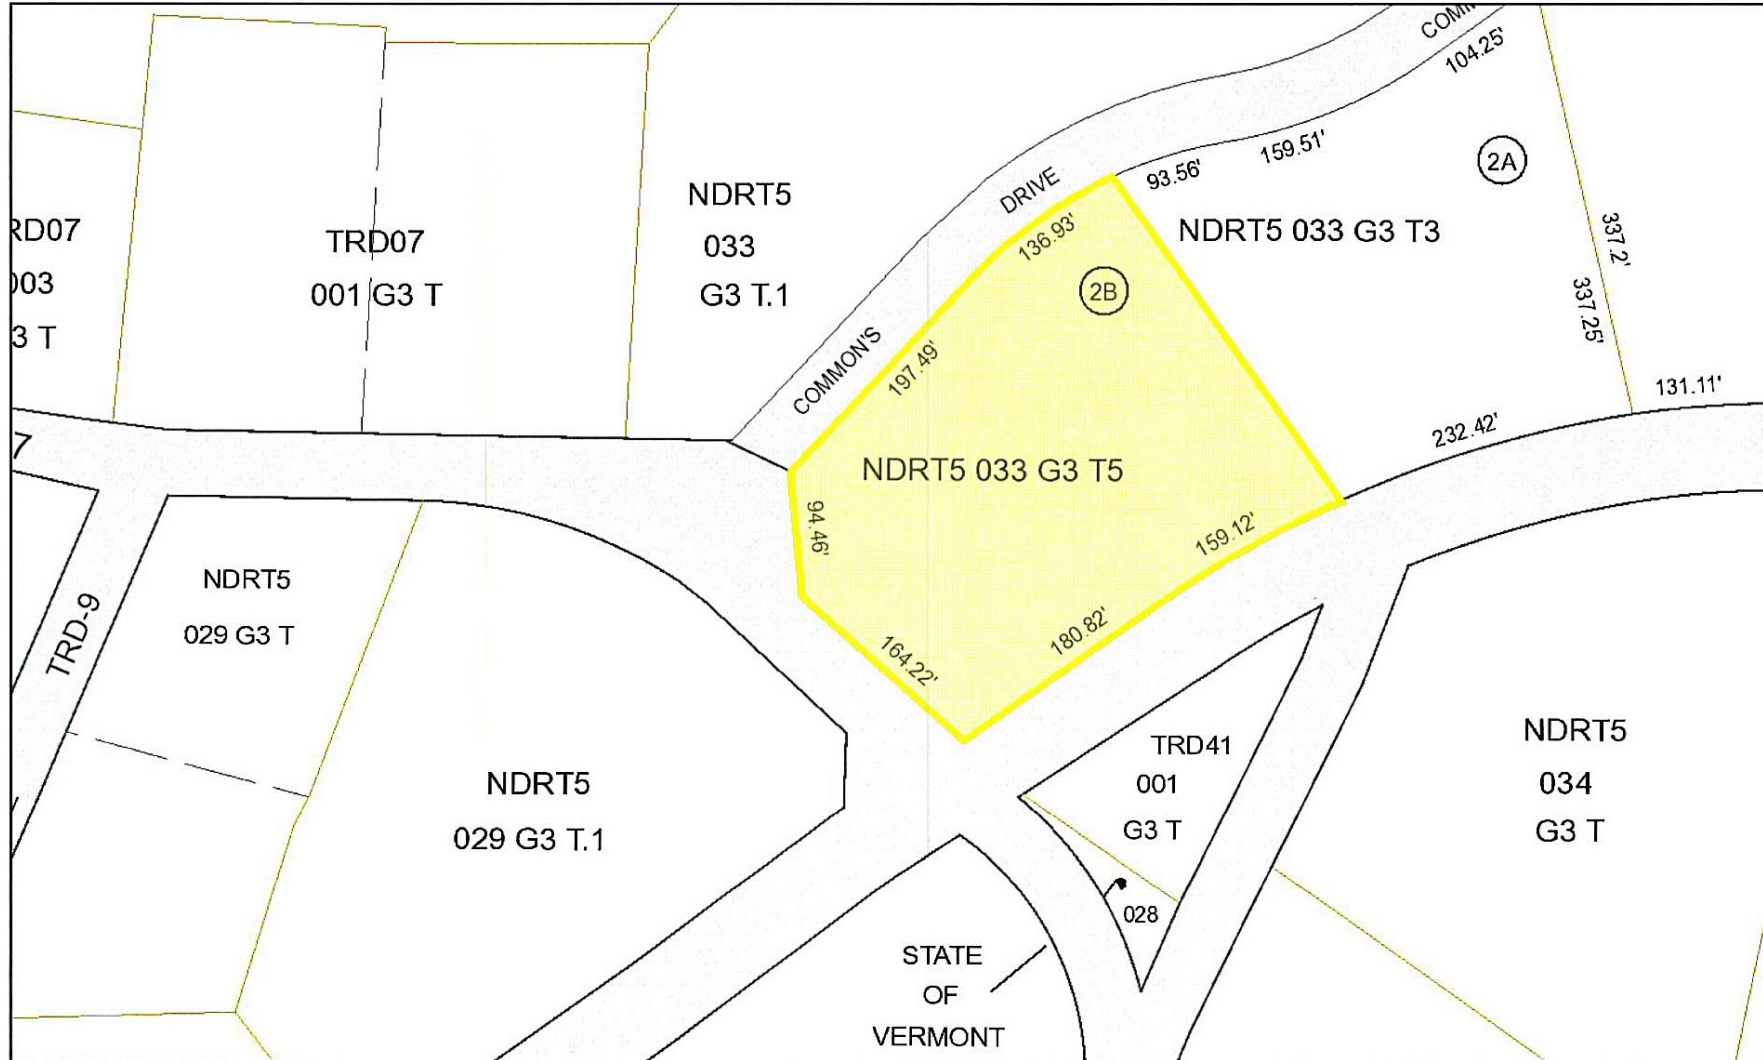 COMM
104.25'
159.51'
93.56'
2A
DRIVE
136.93'
NDRT5 033 G3 T3
337.2'
337.25'
131.11'
232.42'
2B
RD07
003
3 T
TRD07
001 G3 T
NDRT5
033
G3 T.1
COMMON'S
197.49'
NDRT5 033 G3 T5
7
94.46'
159.12'
180.82'
164.22'
TRD-9
NDRT5
029 G3 T
NDRT5
029 G3 T.1
TRD41
001
G3 T
028
NDRT5
034
G3 T
STATE
OF
VERMONT